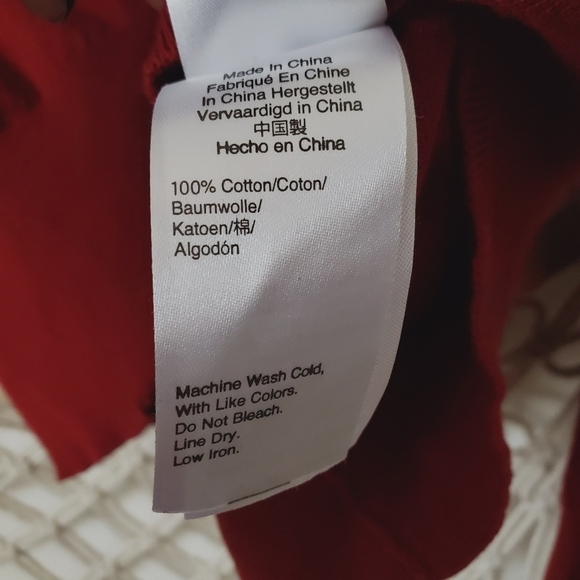 Made In China
Fabriqué En Chine
In China Hergestellt
Vervaardigd in China
中国製
Hecho en China
100% Cotton/Coton/
Baumwolle/
Katoen/棉/
Algodón
Machine Wash Cold,
With Like Colors.
Do Not Bleach.
Line Dry.
Low Iron.